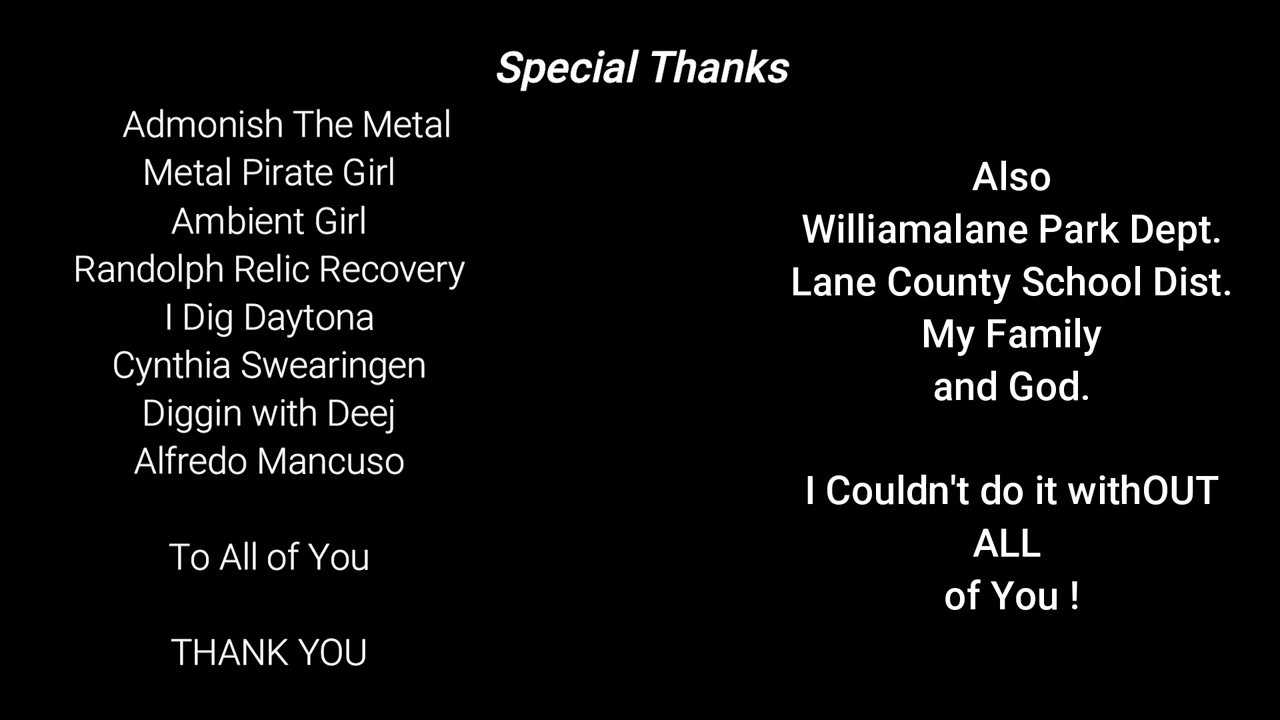 Special Thanks
Admonish The Metal
Metal Pirate Girl
Ambient Girl
Randolph Relic Recovery
I Dig Daytona
Cynthia Swearingen
Diggin with Deej
Alfredo Mancuso
To All of You
THANK YOU
Also
Williamalane Park Dept.
Lane County School Dist.
My Family
and God.
I Couldn't do it withOUT
ALL
of You !